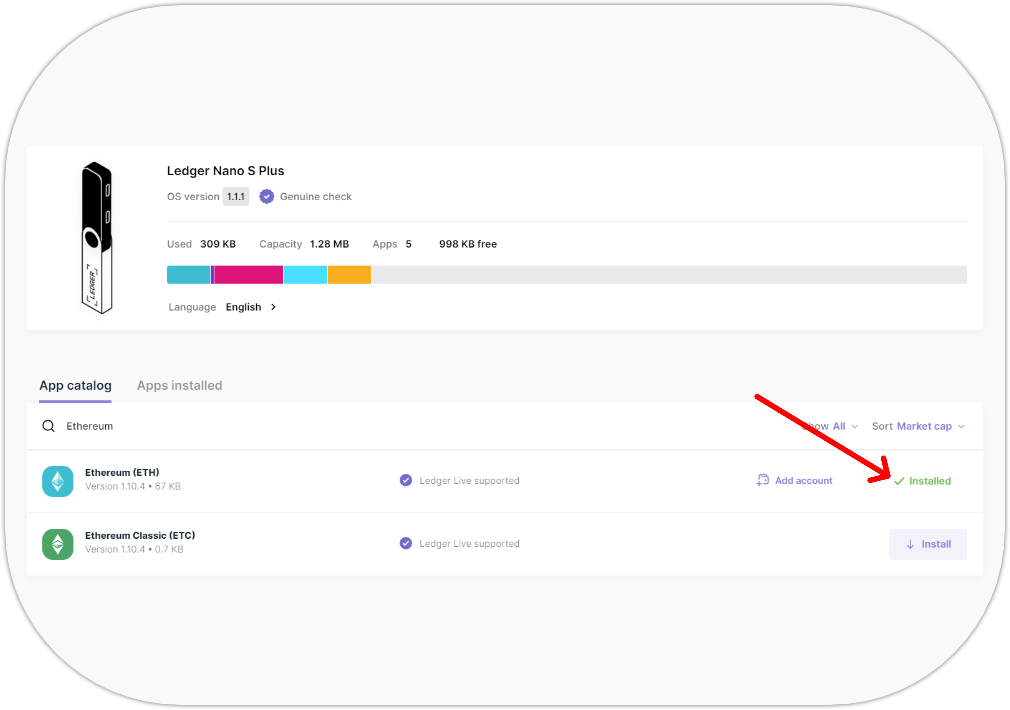 Ledger Nano S Plus
OS version 1.1.1 Genuine check
Used 309 KB Capacity 1.28 MB Apps 5 998 KB free
LEDGER
Language English
App catalog Apps installed
Ethereum Show All Sort Market cap
Ethereum (ETH)
Version 1.10.4 • 67 KB
Ledger Live supported
Add account
Installed
Ethereum Classic (ETC)
Version 1.10.4 • 0.7 KB
Ledger Live supported
Install